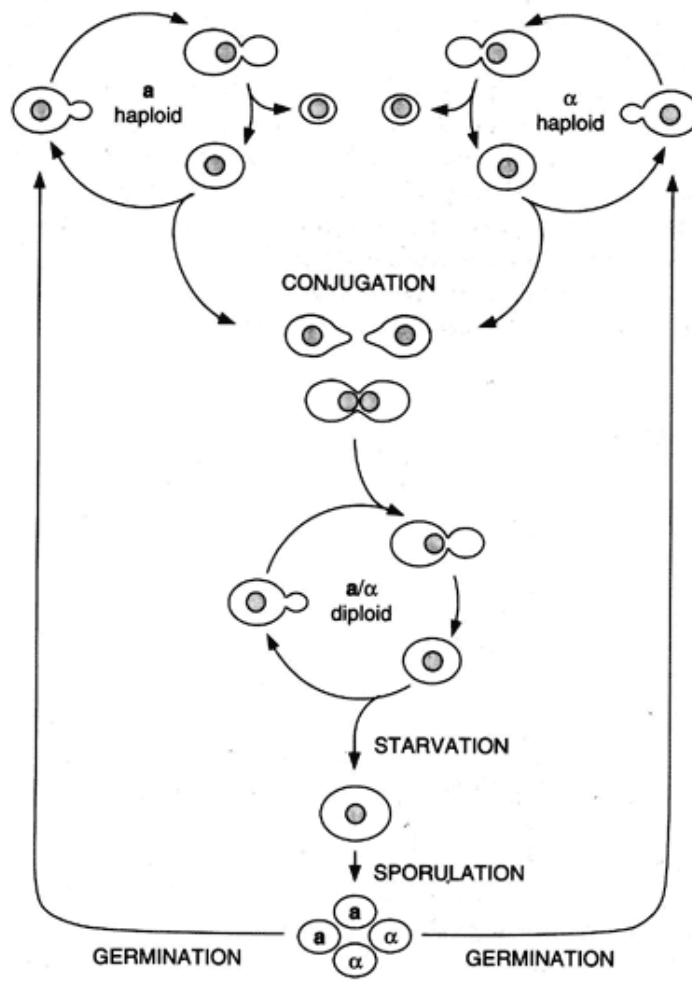 a
haploid
α
haploid
CONJUGATION
a/α
diploid
STARVATION
SPORULATION
a
a
α
α
GERMINATION
GERMINATION